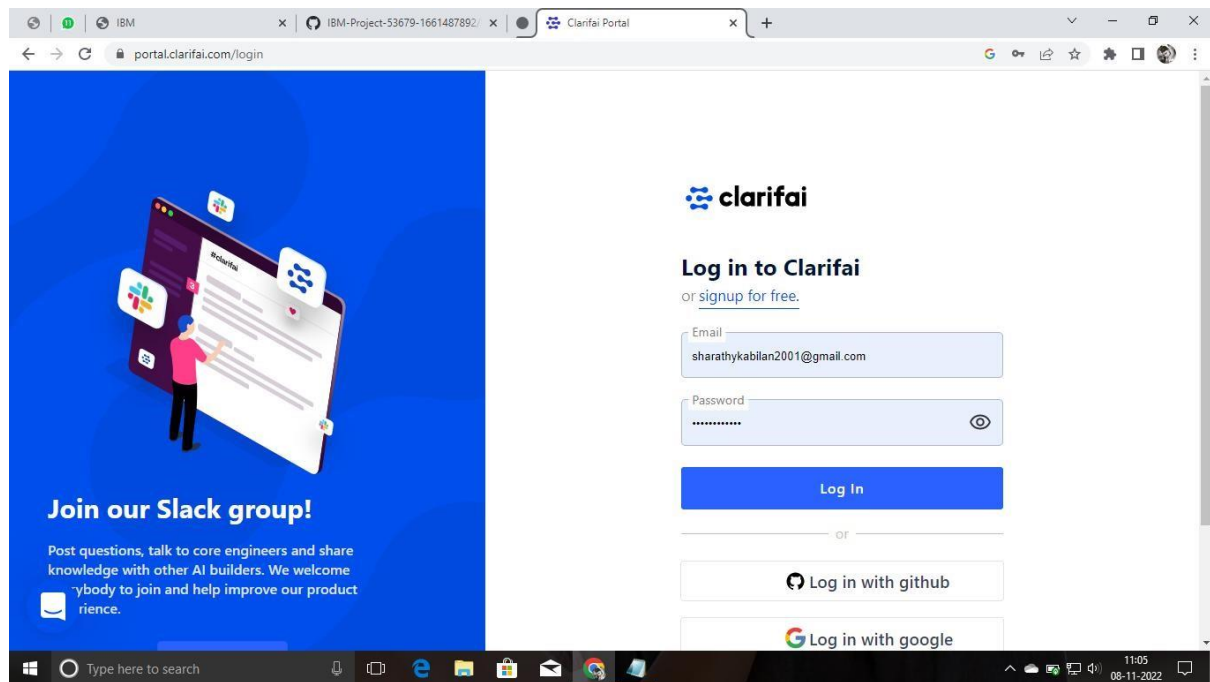 IBM
IBM-Project-53679-1661487892/
Clarifai Portal
portal.clarifai.com/login
#clarifai
Join our Slack group!
Post questions, talk to core engineers and share
knowledge with other AI builders. We welcome
ybody to join and help improve our product
rience.
clarifai
Log in to Clarifai
or signup for free.
Email
sharathykabilan2001@gmail.com
Password
••••••••••••
Log In
or
Log in with github
Log in with google
Type here to search
11:05
08-11-2022